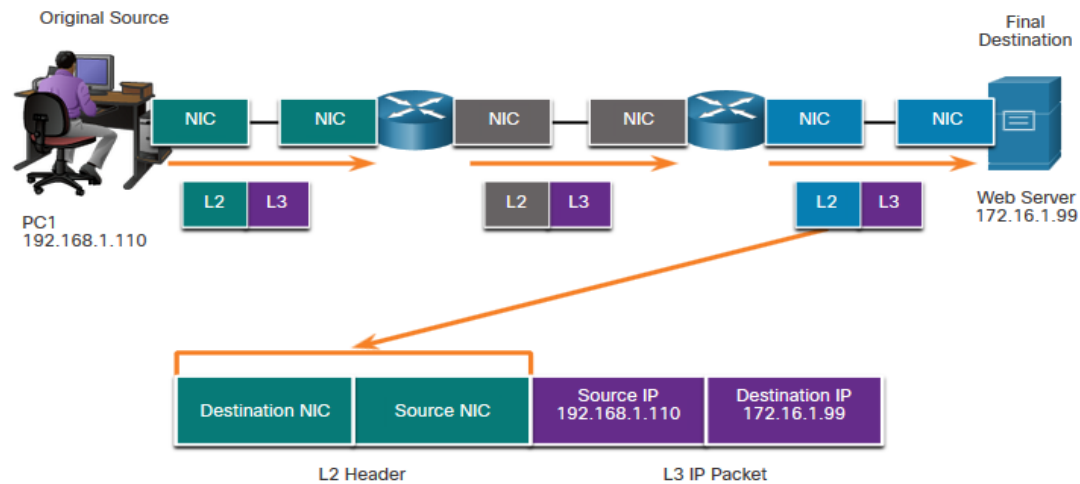 Original Source
Final
Destination
NIC
NIC
NIC
NIC
NIC
NIC
L2
L3
L2
L3
L2
L3
PC1
192.168.1.110
Web Server
172.16.1.99
Destination NIC
Source NIC
Source IP
192.168.1.110
Destination IP
172.16.1.99
L2 Header
L3 IP Packet